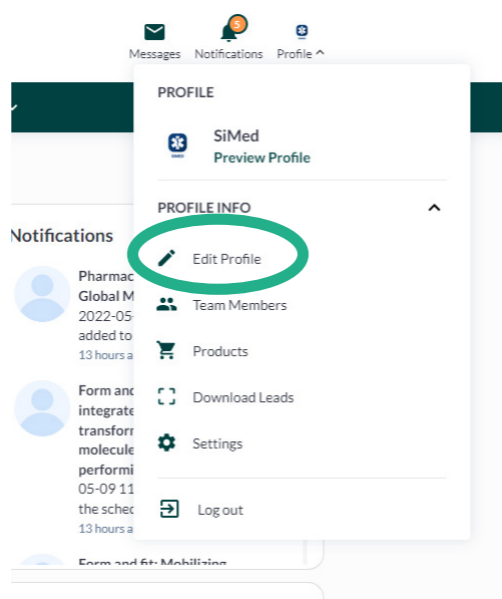 5
Messages Notifications Profile ^
PROFILE
SiMed
Preview Profile
PROFILE INFO
Edit Profile
Team Members
Products
Download Leads
Settings
Log out
Notifications
Pharmac
Global M
2022-05-
added to
13 hours a
Form and
integrate
transforr
molecule
performi
05-09 11
the sched
13 hours a
Form and fit: Mobilizing